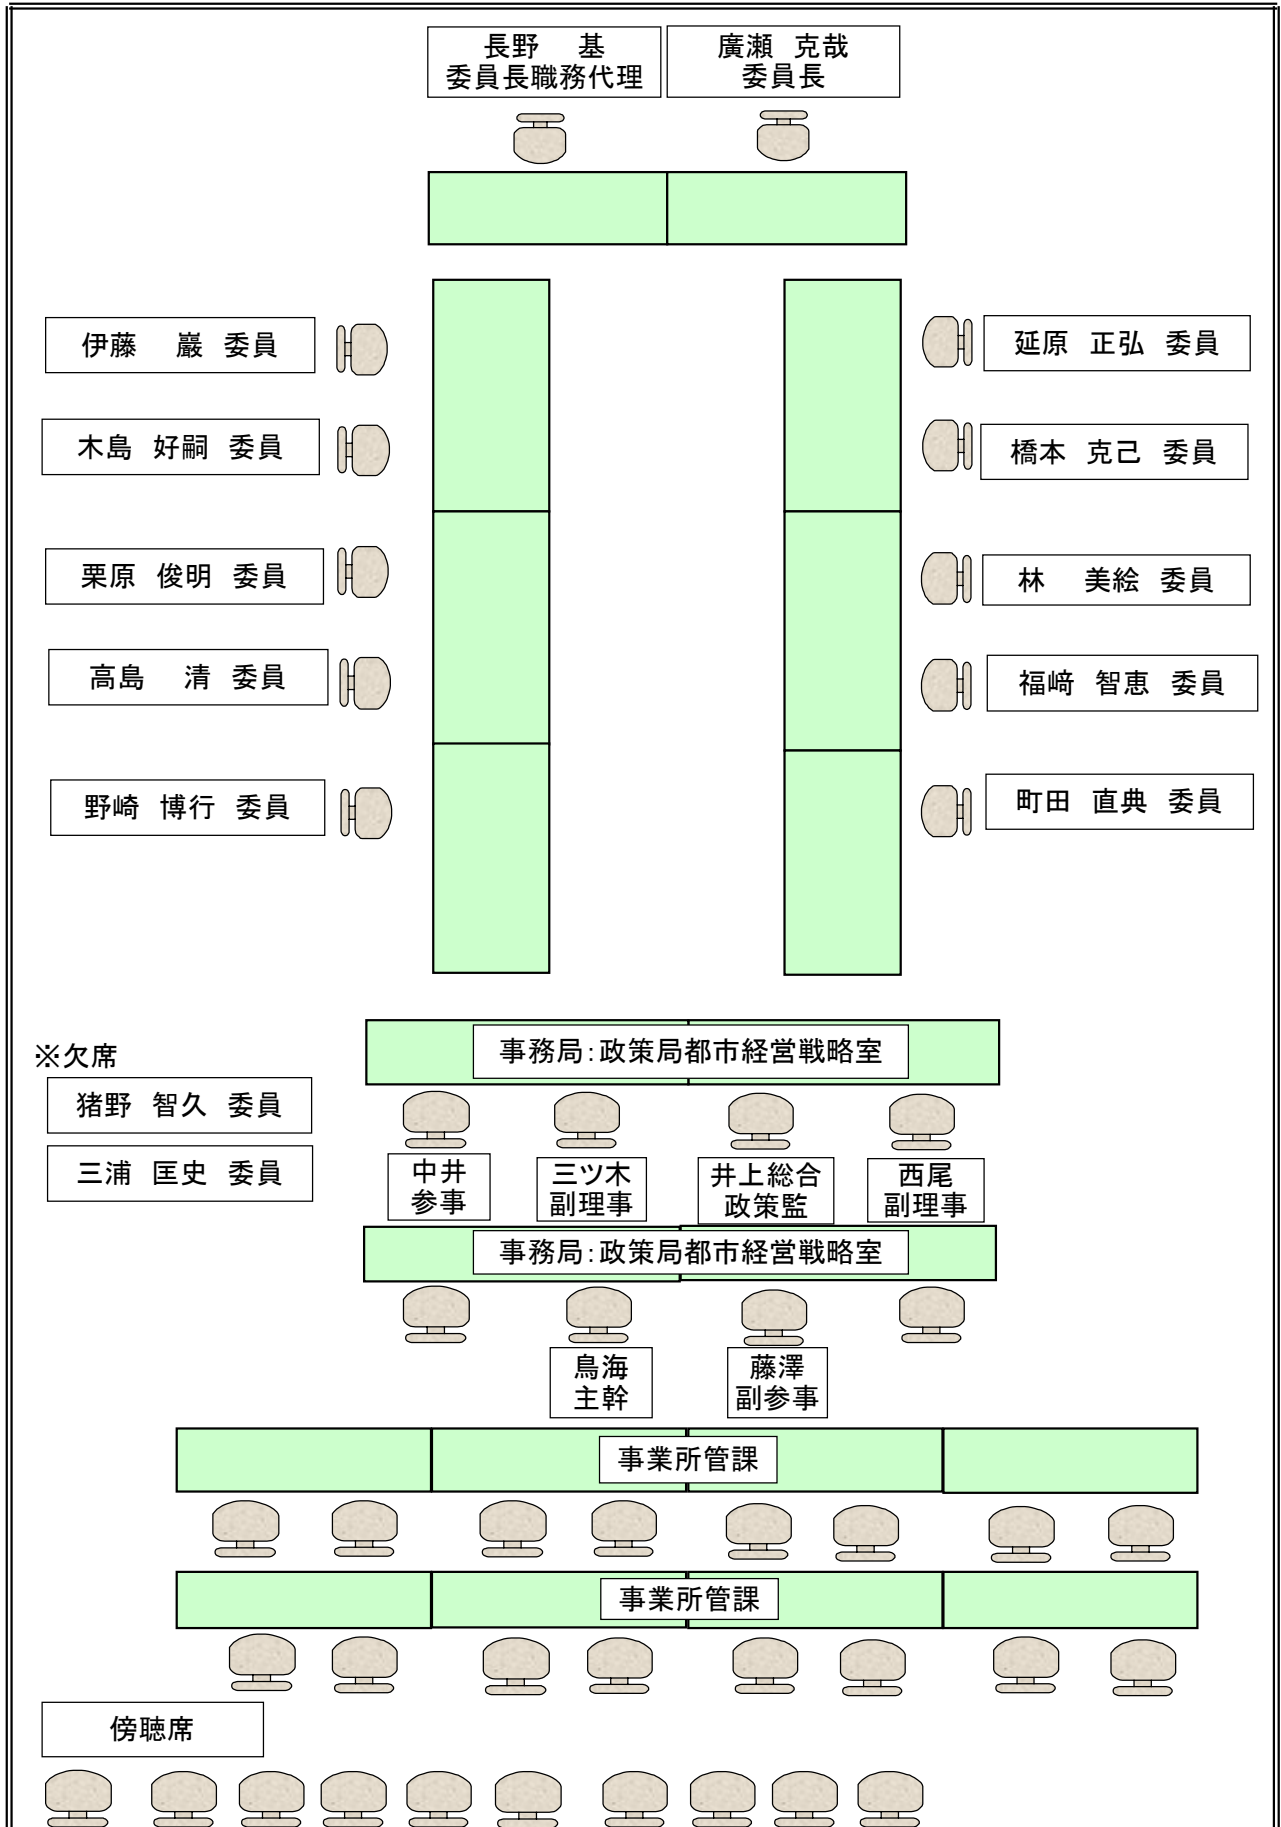 長野　基
委員長職務代理
廣瀬 克哉
委員長
伊藤　巌 委員
延原 正弘 委員
木島 好嗣 委員
橋本 克己 委員
栗原 俊明 委員
林　美絵 委員
高島　清 委員
福﨑 智恵 委員
野崎 博行 委員
町田 直典 委員
※欠席
猪野 智久 委員
三浦 匡史 委員
事務局：政策局都市経営戦略室
中井
参事
三ツ木
副理事
井上総合
政策監
西尾
副理事
事務局：政策局都市経営戦略室
鳥海
主幹
藤澤
副参事
事業所管課
事業所管課
傍聴席